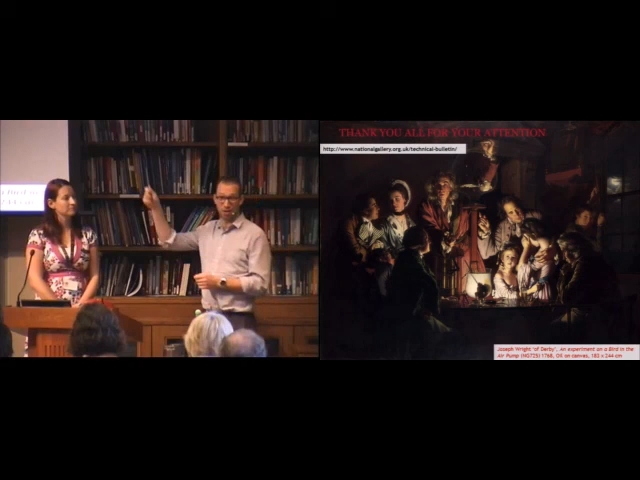 THANK YOU ALL FOR YOUR ATTENTION
http://www.nationalgallery.org.uk/technical-bulletin/
Joseph Wright 'of Derby', An experiment on a Bird in the
Air Pump (NG725) 1768, Oil on canvas, 183 × 244 cm